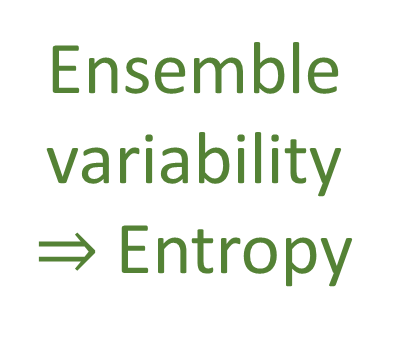 Ensemble
variability
⇒ Entropy